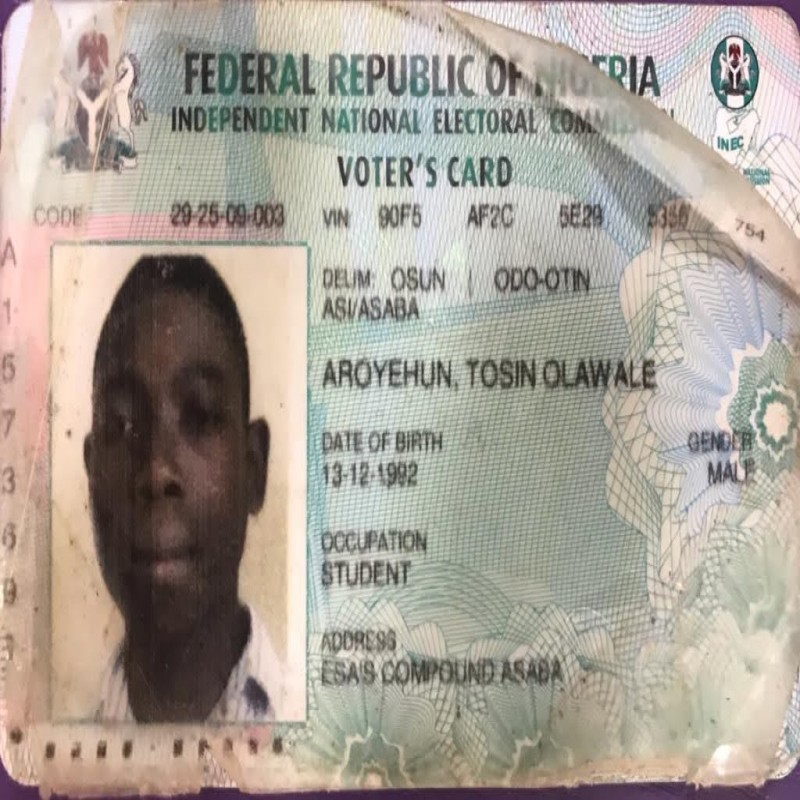 FEDERAL REPUBLIC OF NIGERIA
INDEPENDENT NATIONAL ELECTORAL COMMISSION
INEC
VOTER'S CARD
CODE 29-25-09-003 VIN 90F5 AF2C 5E29 5356 754
DELIM: OSUN | ODO-OTIN
ASI/ASABA
AROYEHUN, TOSIN OLAWALE
DATE OF BIRTH
13-12-1992
GENDER
MALE
OCCUPATION
STUDENT
ADDRESS
ESA'S COMPOUND ASABA
A
1
5
7
3
6
9